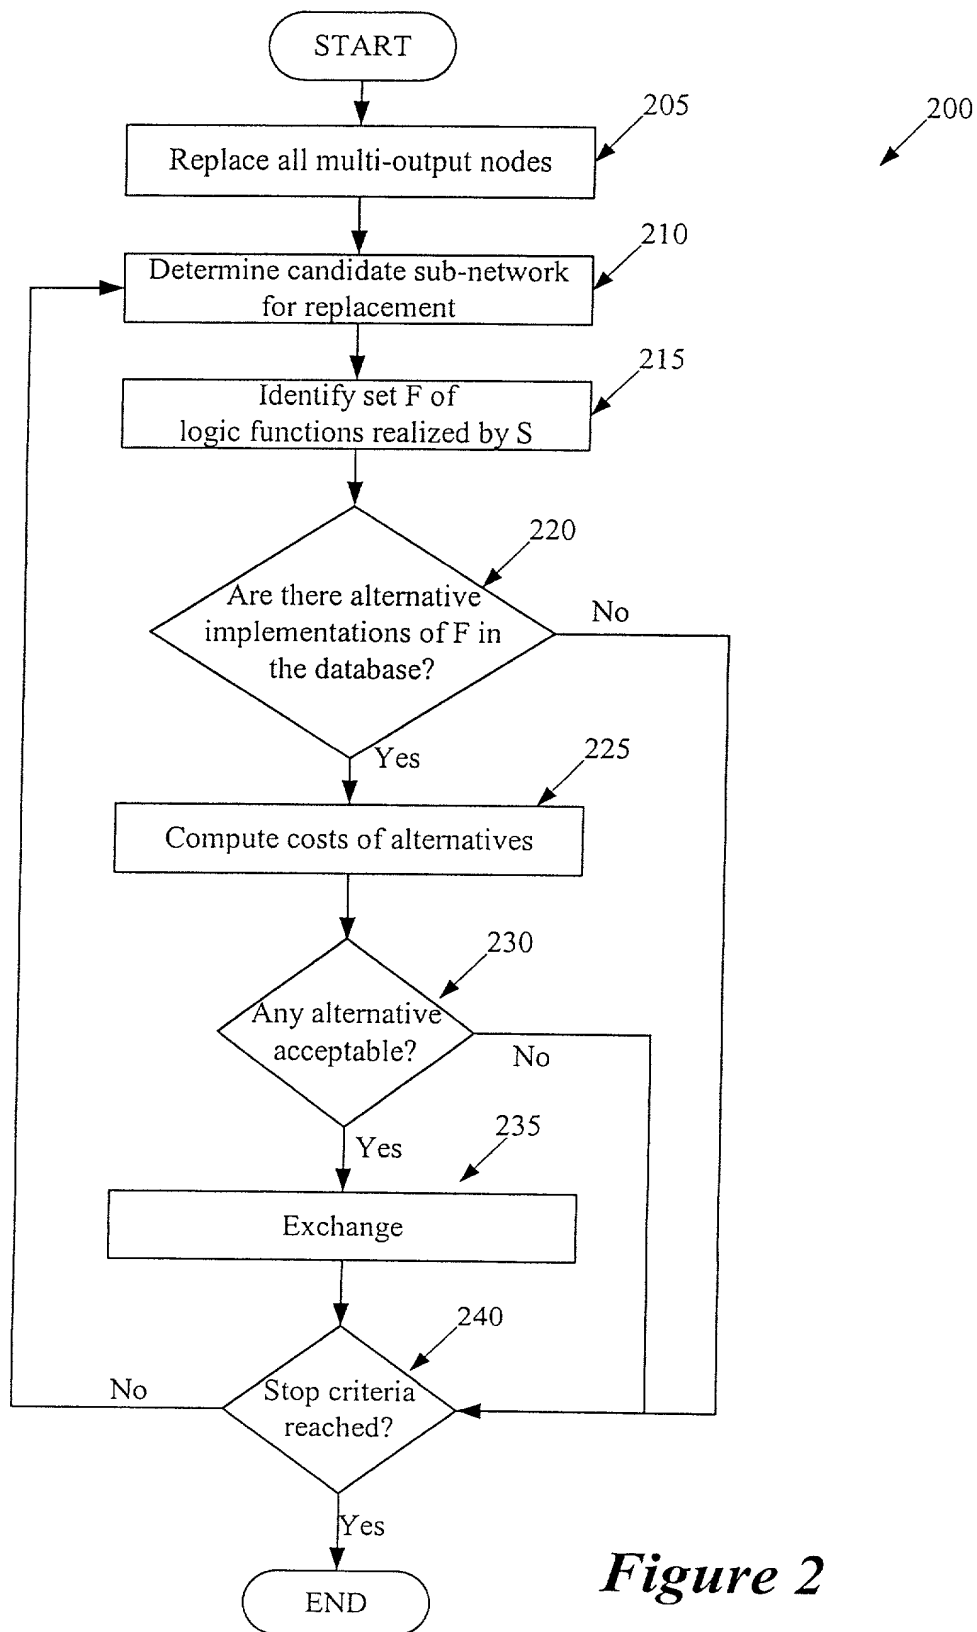 START
205
200
Replace all multi-output nodes
210
Determine candidate sub-network
for replacement
215
Identify set F of
logic functions realized by S
220
Are there alternative
implementations of F in
the database?
No
Yes
225
Compute costs of alternatives
230
Any alternative
acceptable?
No
Yes
235
Exchange
240
Stop criteria
reached?
No
Yes
END
Figure 2